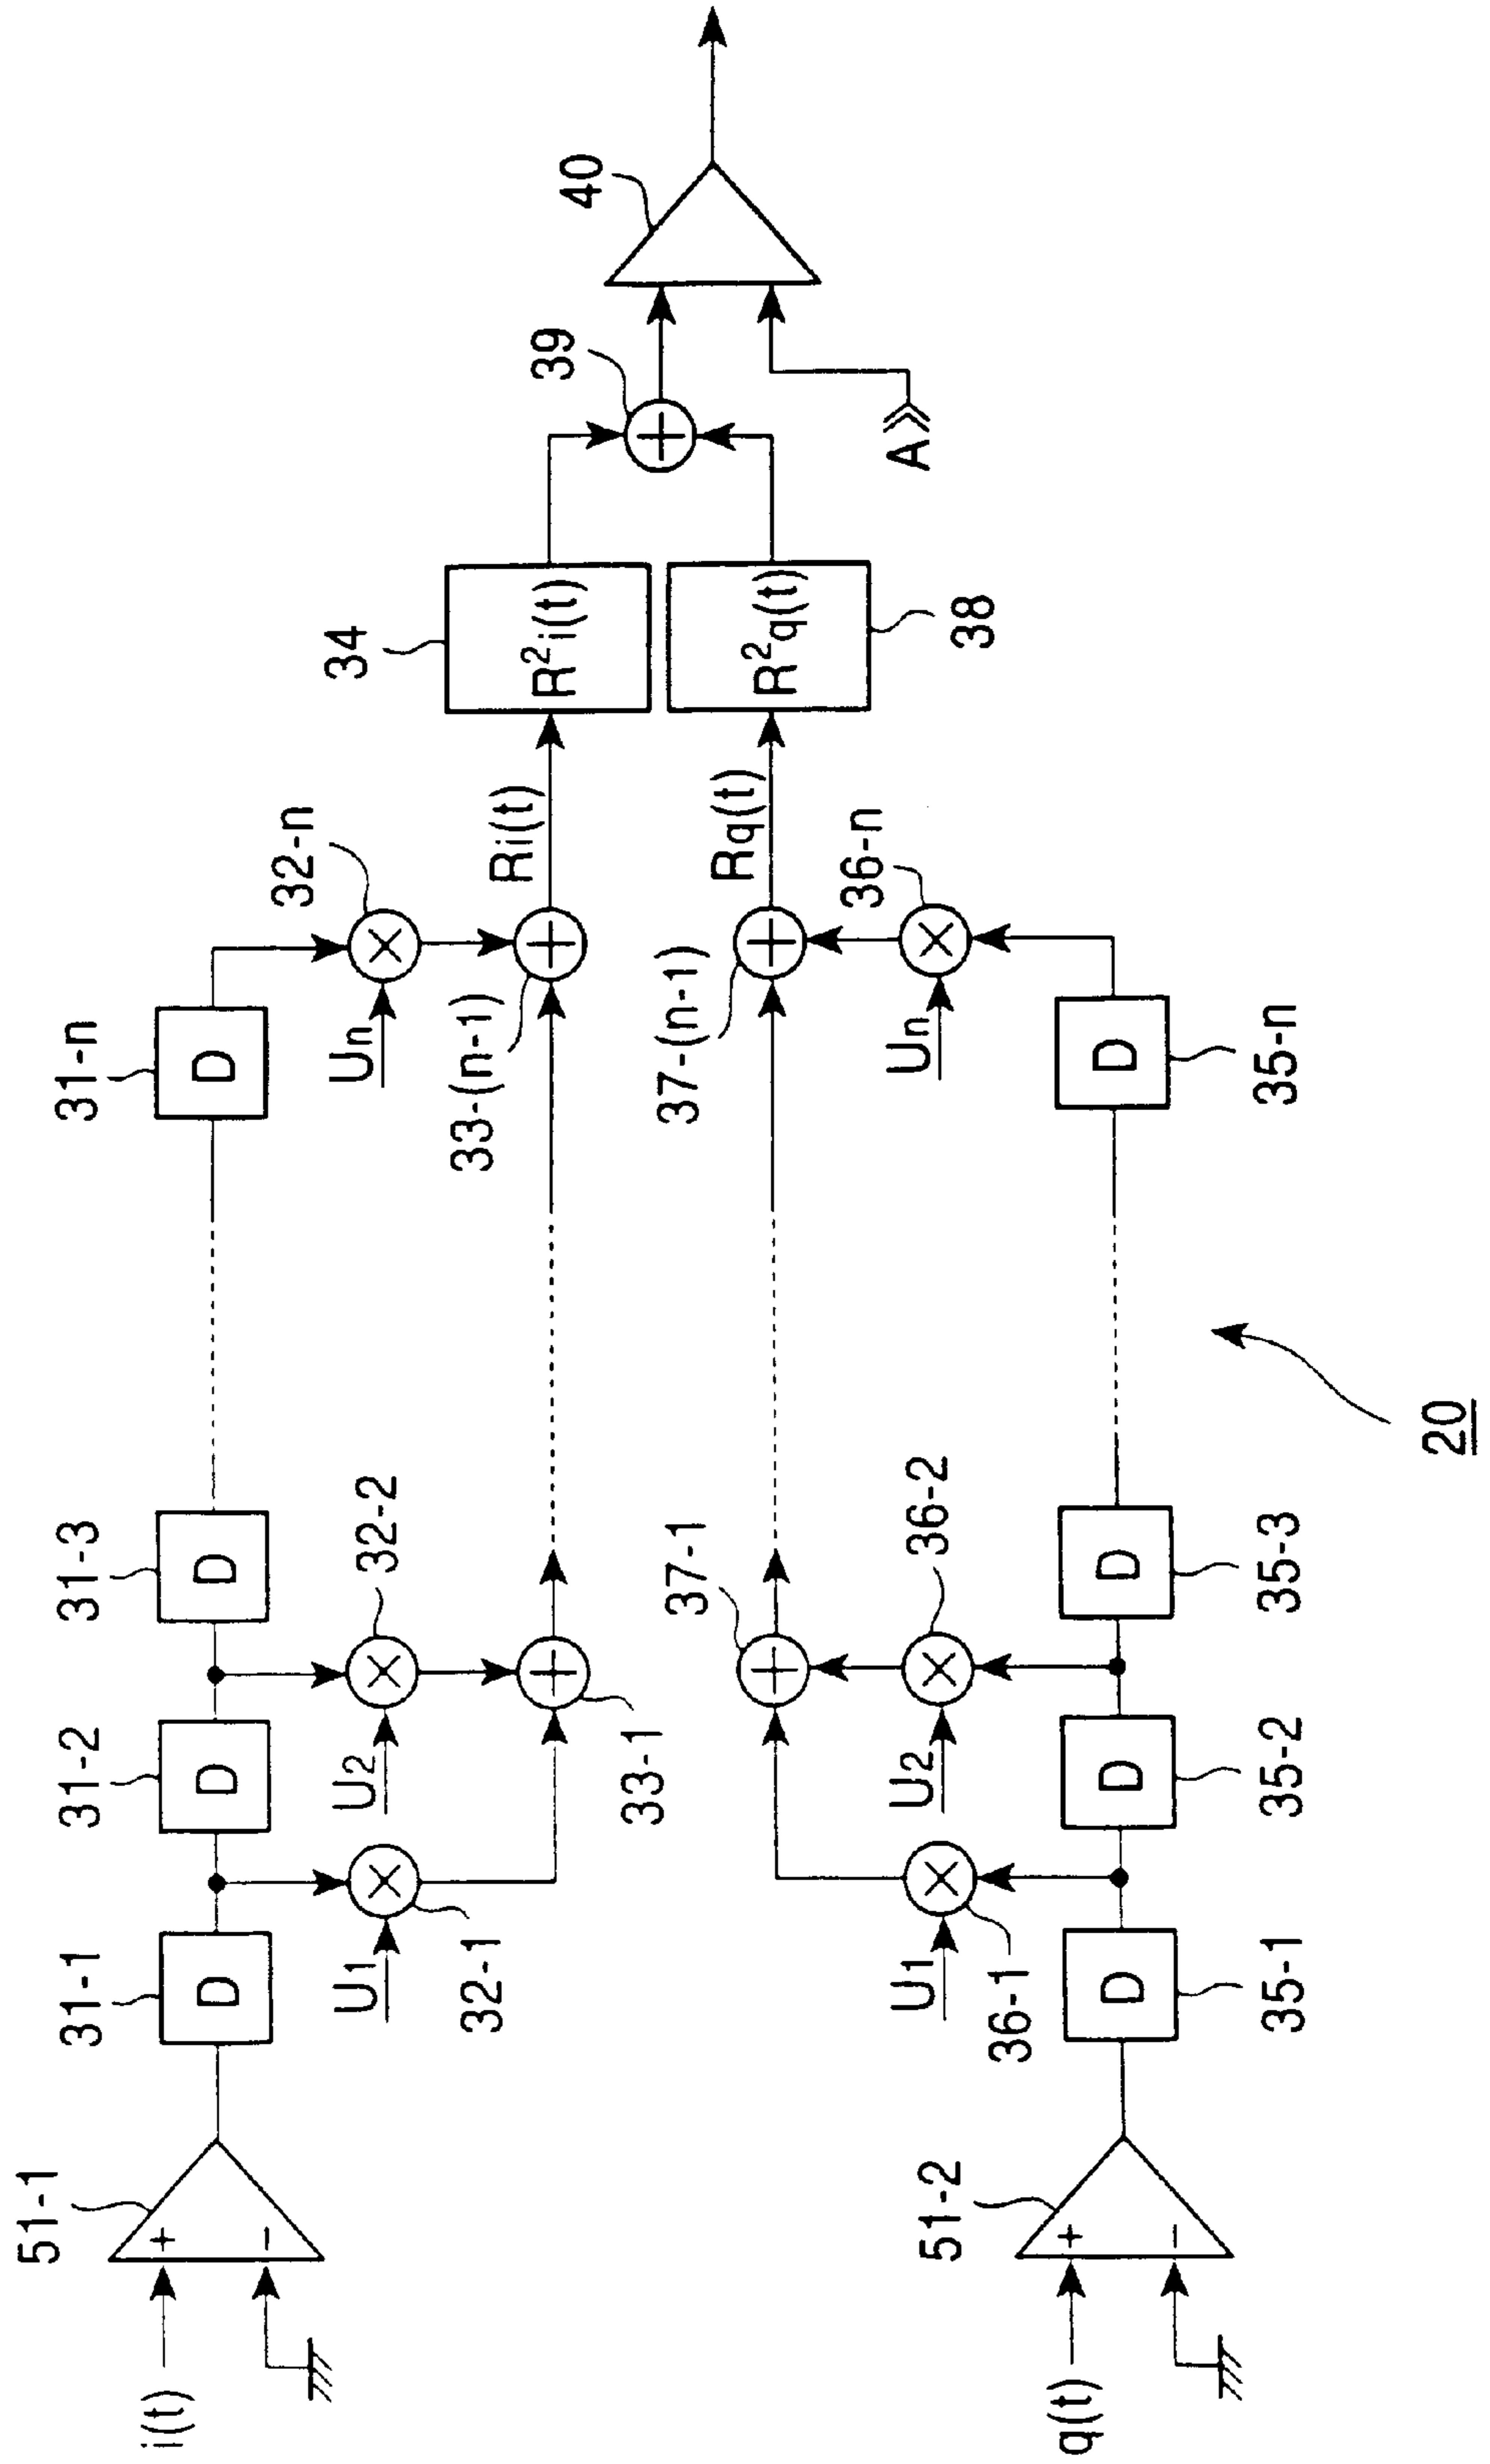 51-1
i(t)
+
−
31-1
D
31-2
D
31-3
D
31-n
D
U1
32-1
U2
32-2
Un
32-n
33-1
33-(n-1)
Ri(t)
34
R²i(t)
39
40
A
37-1
37-(n-1)
Rq(t)
R²q(t)
38
U1
36-1
U2
36-2
Un
36-n
51-2
q(t)
+
−
D
35-1
D
35-2
D
35-3
D
35-n
20